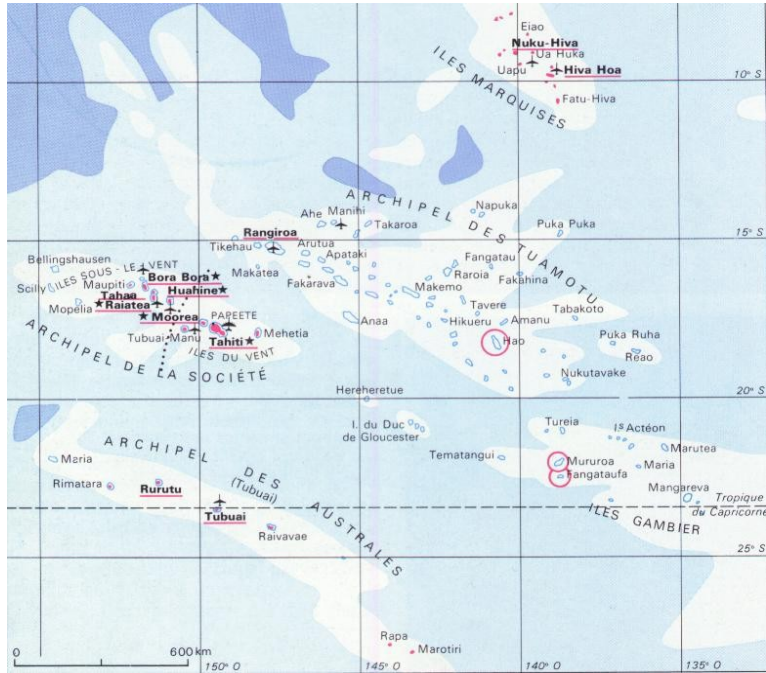 Eiao
Nuku-Hiva
Ua Huka
Uapu
Hiva Hoa
10° S
Fatu-Hiva
ILES MARQUISES
ARCHIPEL DES TUAMOTU
Napuka
Ahe
Manihi
Takaroa
Puka Puka
Rangiroa
15° S
Tikehau
Arutua
Apataki
Bellingshausen
ILES SOUS-LE-VENT
Makatea
Fangatau
Raroia
Fakahina
Bora Bora★
Scilly
Maupiti
Huahine★
Fakarava
Makemo
Tahaa
★Raiatea
Mopélia
Tavere
Tabakoto
★ Moorea
PAPEETE
Anaa
Hikueru
Amanu
Tubuai-Manu
Mehetia
Tahiti★
Hao
Puka Ruha
Reao
ILES DU VENT
ARCHIPEL DE LA SOCIÉTÉ
Nukutavake
Hereheretue
20° S
I. du Duc
de Gloucester
Tureia
Is Actéon
Marutea
ARCHIPEL DES AUSTRALES
(Tubuai)
Maria
Tematangui
Mururoa
Maria
Rimatara
Rurutu
Fangataufa
Mangareva
Tropique
du Capricorne
Tubuai
ILES GAMBIER
Raivavae
25° S
Rapa
Marotiri
0 600 km
150° O
145° O
140° O
135° O